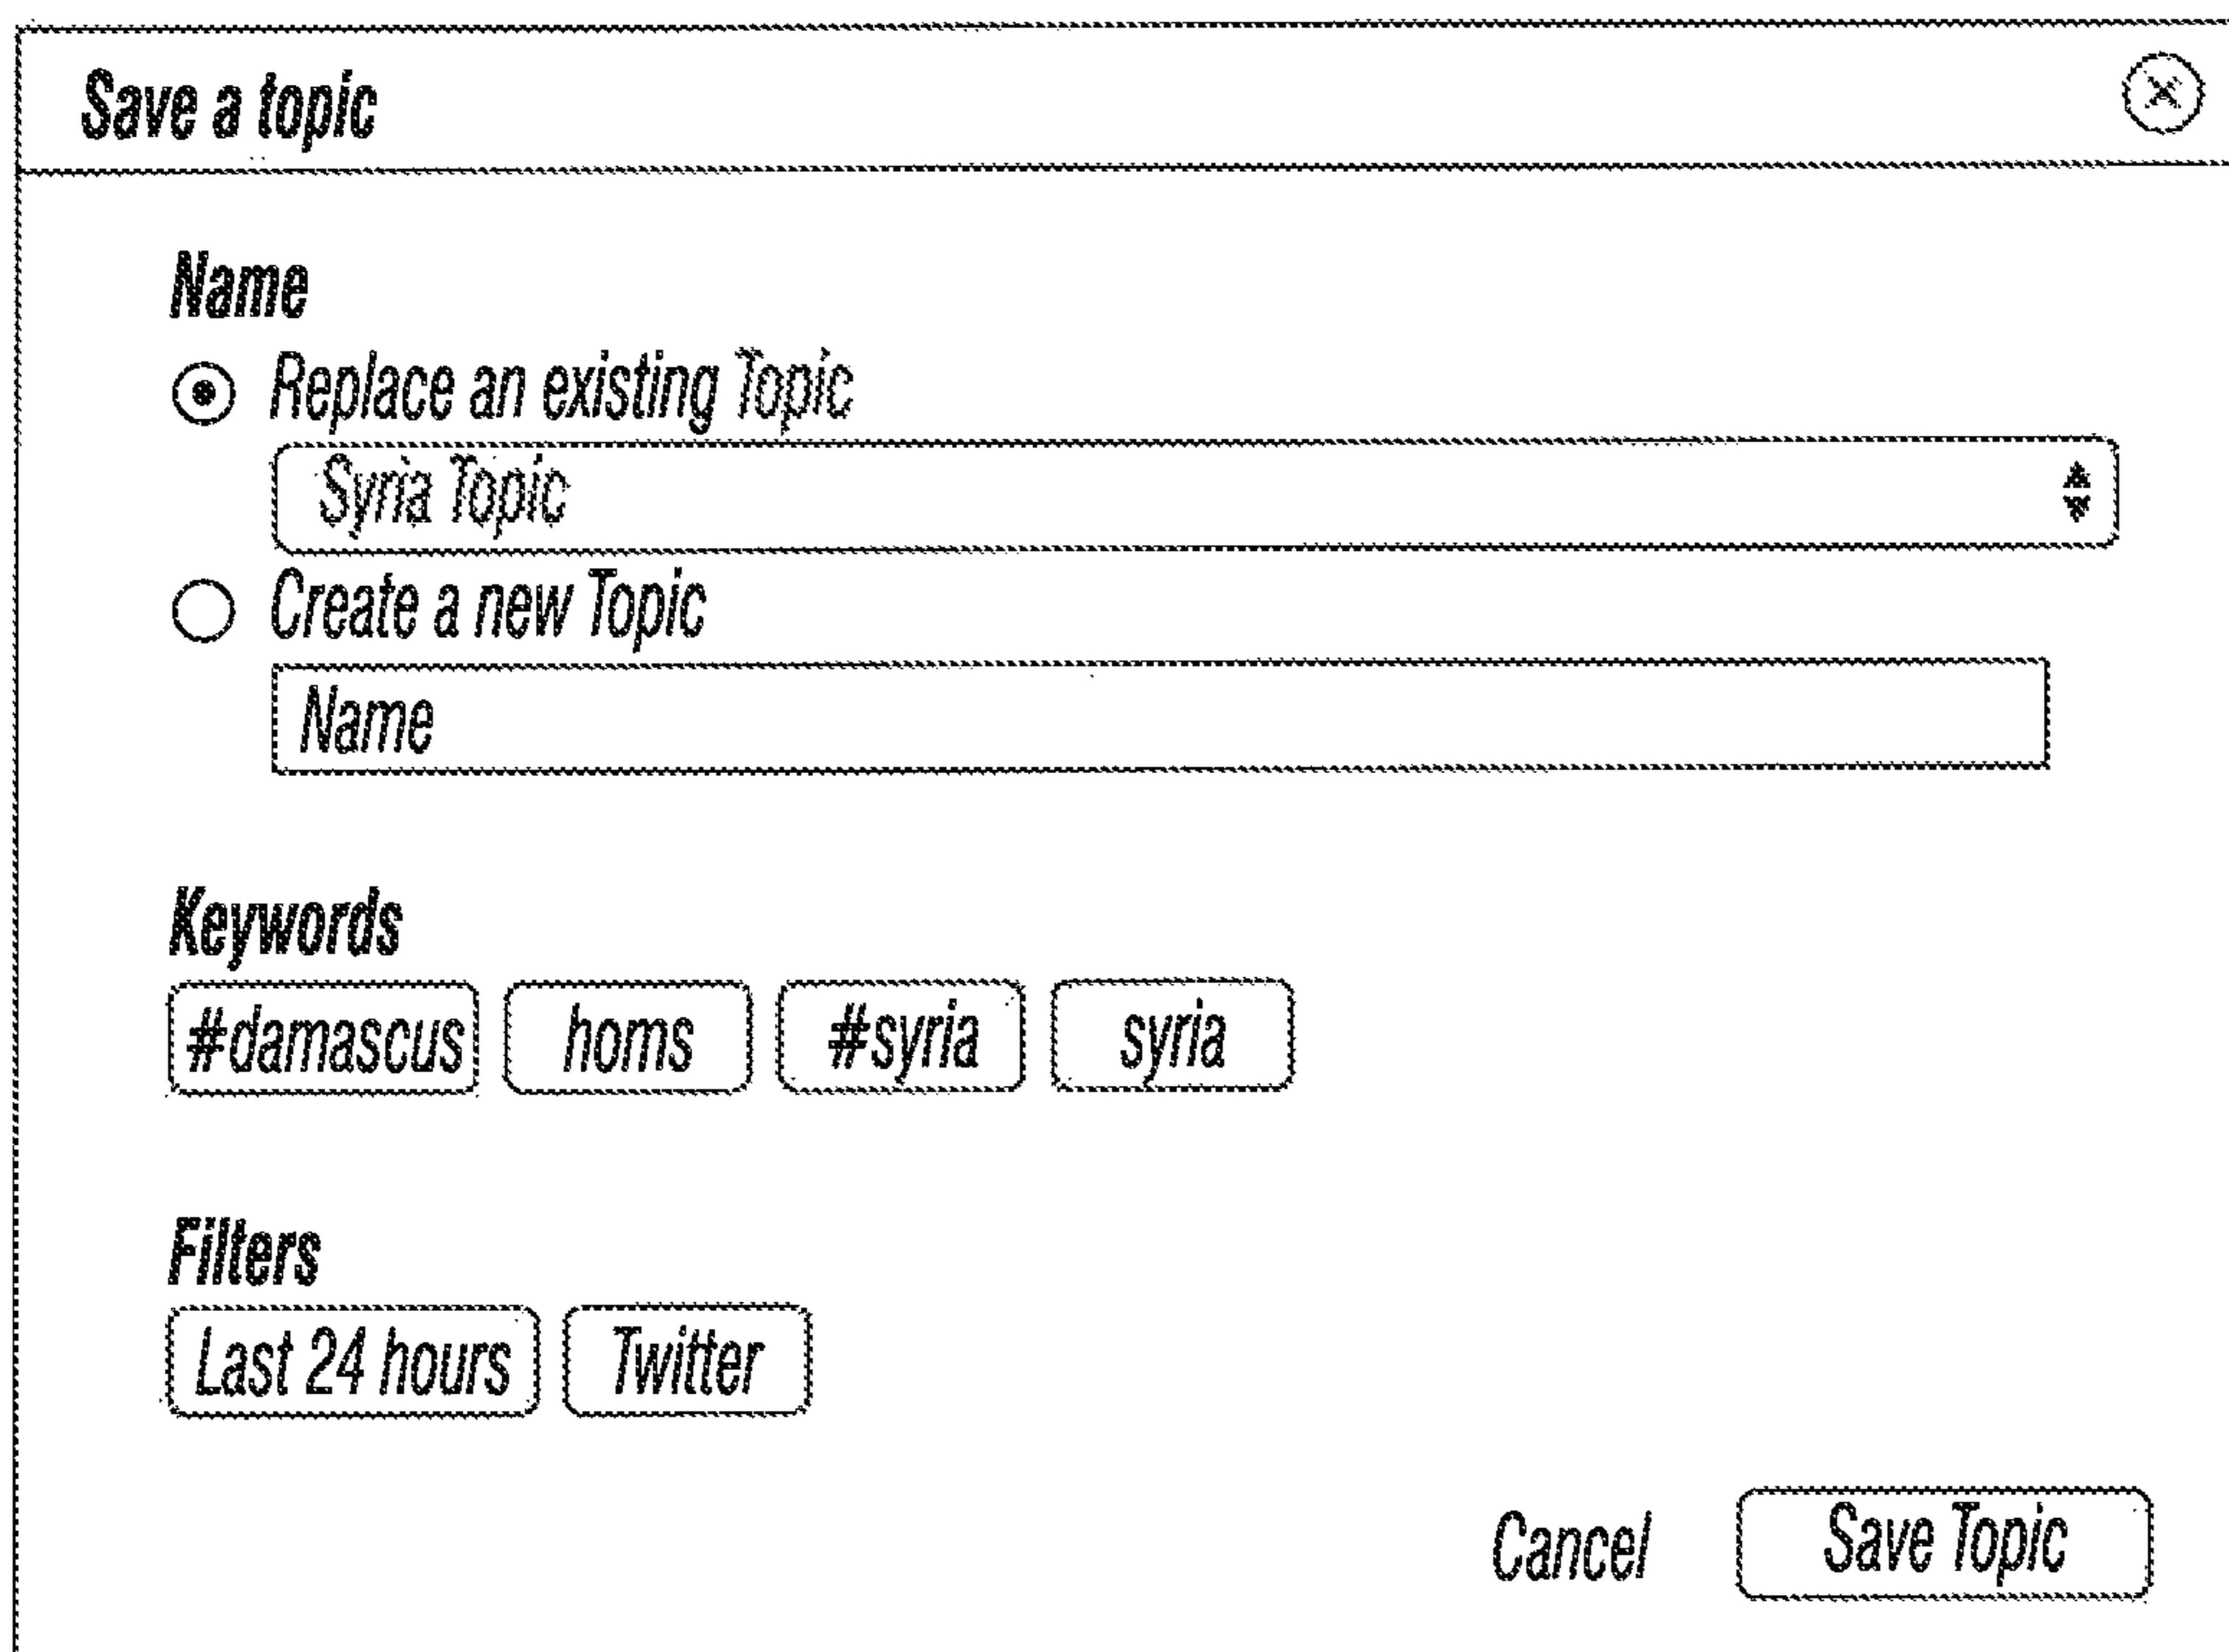 Save a topic
Name
Replace an existing Topic
Syria Topic
Create a new Topic
Name
Keywords
#damascus homs #syria syria
Filters
Last 24 hours Twitter
Cancel Save Topic